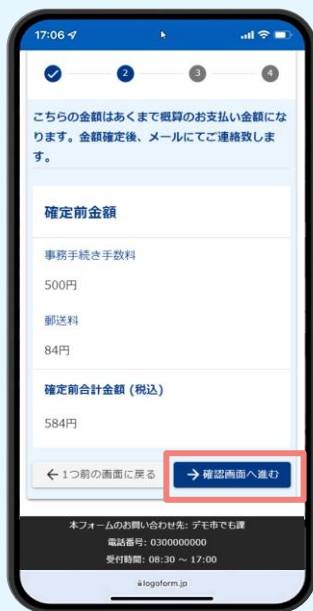 17:06
2
3
4
こちらの金額はあくまで概算のお支払い金額にな
ります。金額確定後、メールにてご連絡致しま
す。
確定前金額
事務手続き手数料
500円
郵送料
84円
確定前合計金額 (税込)
584円
← 1つ前の画面に戻る
→ 確認画面へ進む
本フォームのお問い合わせ先: デモ市でも課
電話番号: 0300000000
受付時間: 08:30 ～ 17:00
logoform.jp